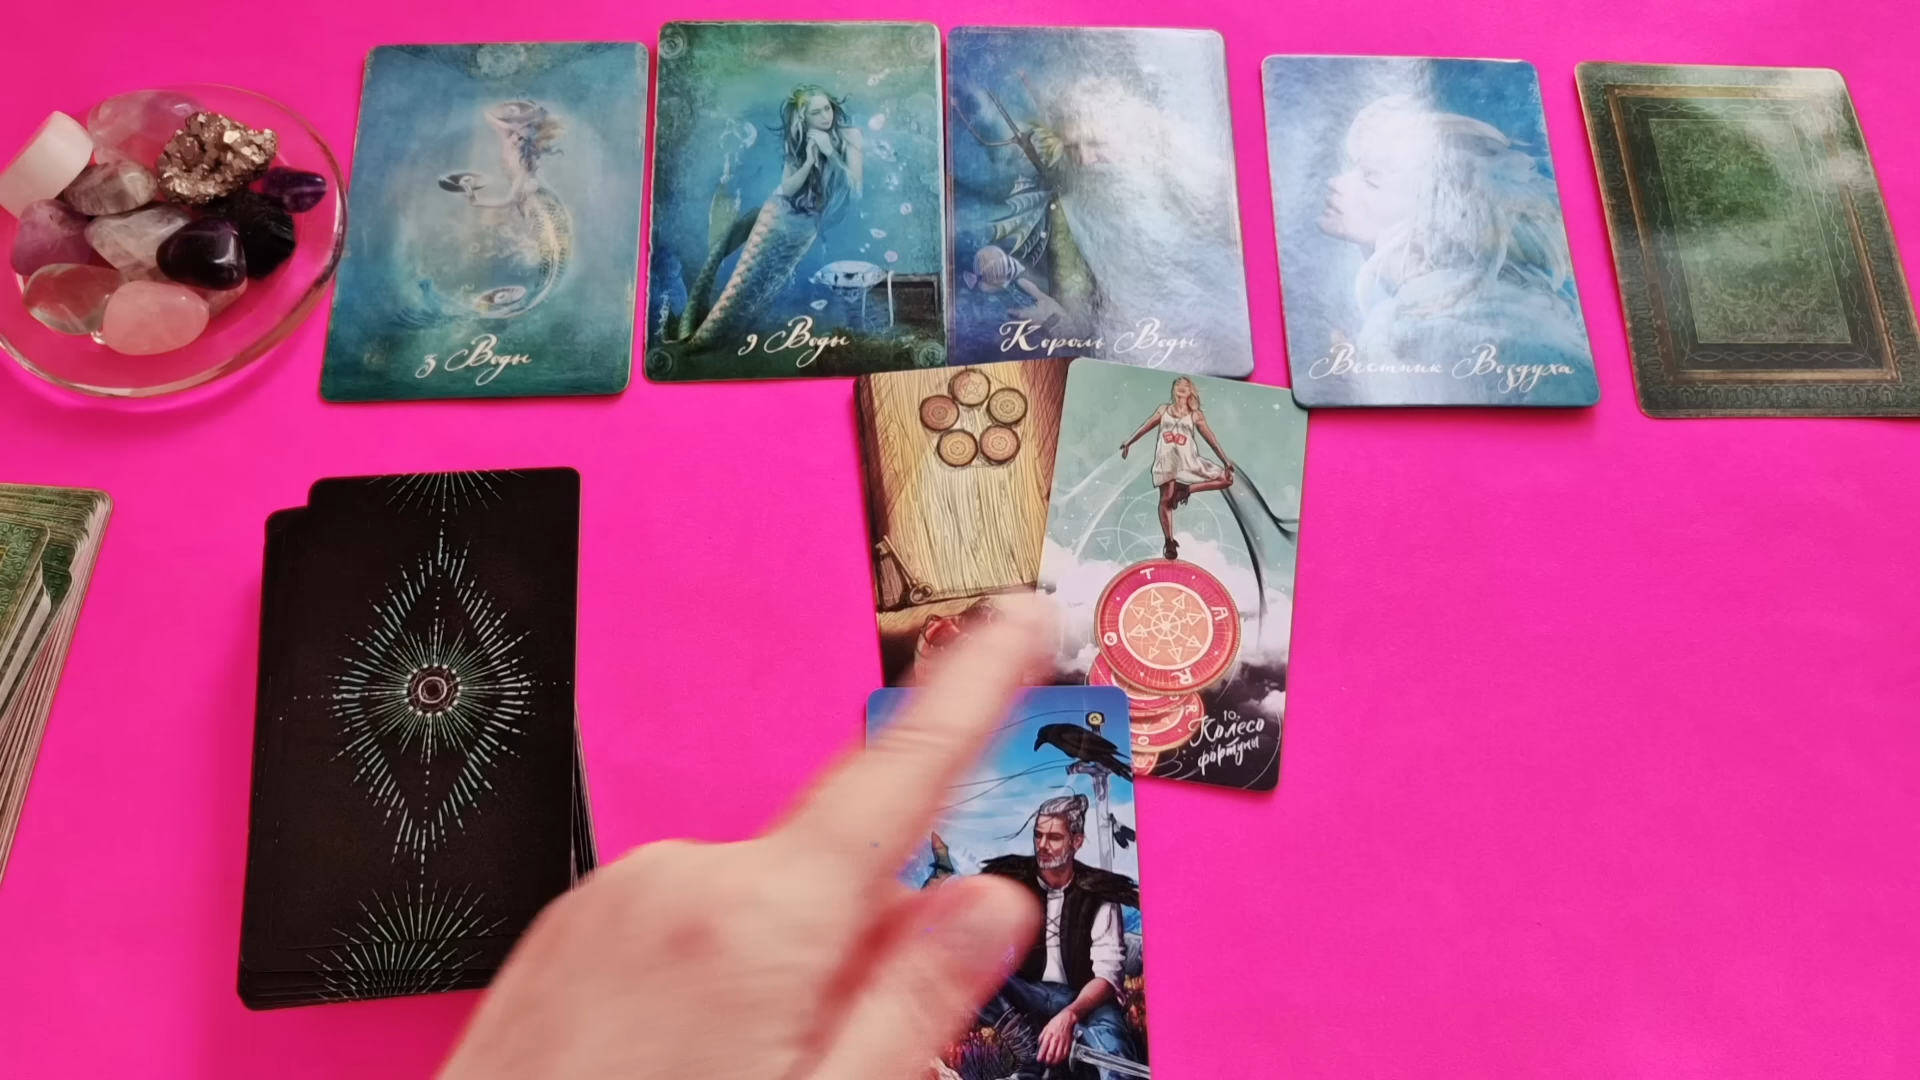 3 Воды
9 Воды
Король Воды
Вестник Воздуха
T A R O
10.
Колесо
фортуны